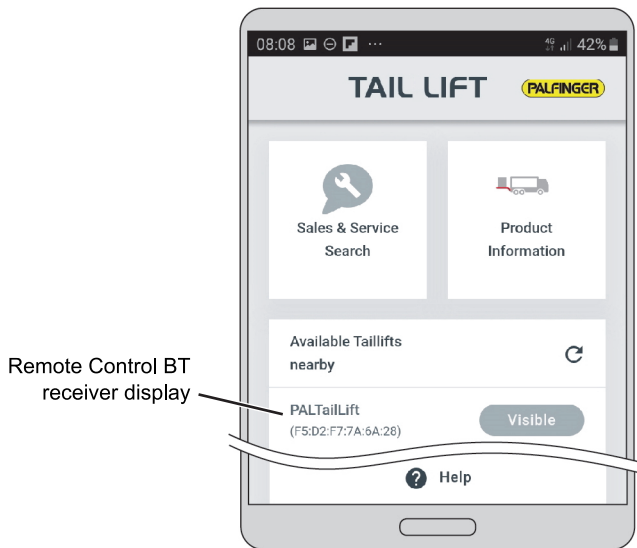 08:08 ... 4G 42%
TAIL LIFT PALFINGER
Sales & Service
Search
Product
Information
Available Taillifts
nearby
Remote Control BT
receiver display
PALTailLift
(F5:D2:F7:7A:6A:28)
Visible
? Help